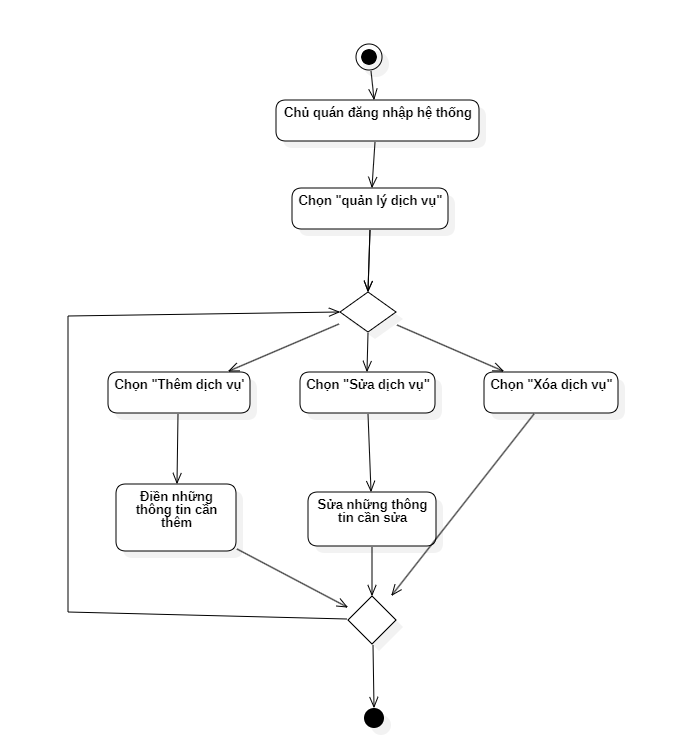 Chủ quán đăng nhập hệ thống
Chọn "quản lý dịch vụ"
Chọn "Thêm dịch vụ'
Chọn "Sửa dịch vụ"
Chọn "Xóa dịch vụ"
Điền những
thông tin cần
thêm
Sửa những thông
tin cần sửa